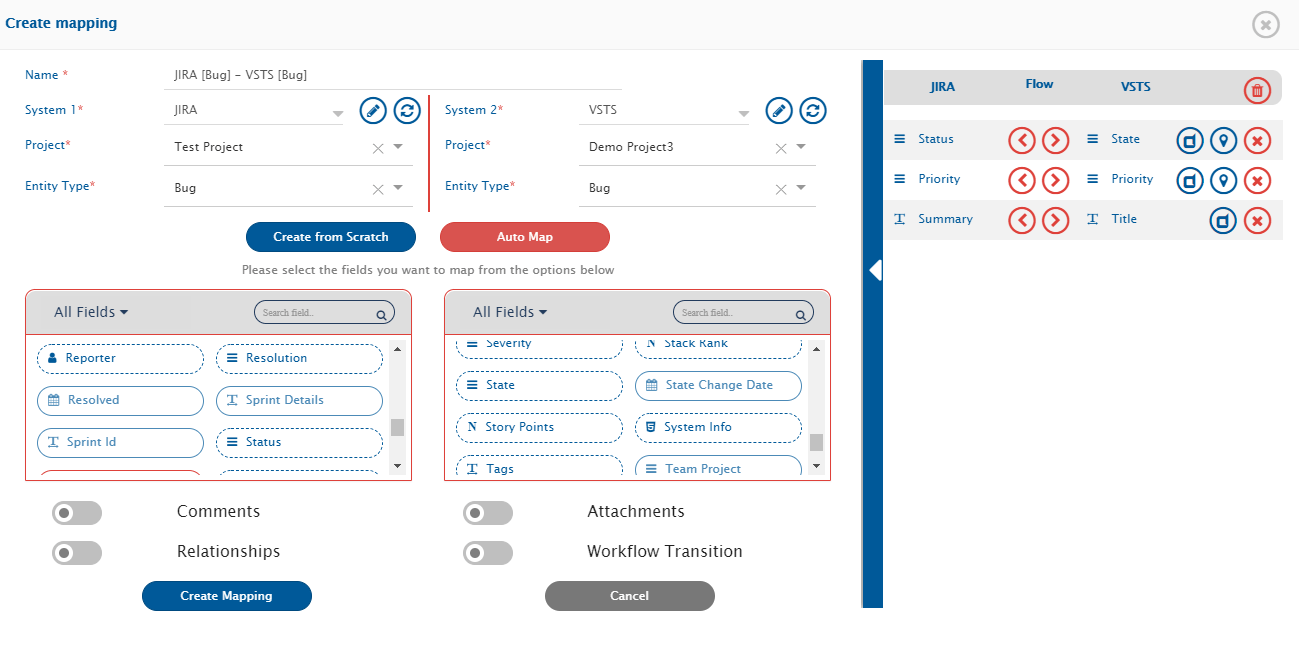 Create mapping
Name *
JIRA [Bug] - VSTS [Bug]
System 1*
JIRA
System 2*
VSTS
Project*
Test Project
Project*
Demo Project3
Entity Type*
Bug
Entity Type*
Bug
Create from Scratch
Auto Map
Please select the fields you want to map from the options below
All Fields
Search field..
All Fields
Search field..
Reporter
Resolution
Resolved
Sprint Details
Sprint Id
Status
Severity
Stack Rank
State
State Change Date
Story Points
System Info
Tags
Team Project
Comments
Attachments
Relationships
Workflow Transition
Create Mapping
Cancel
JIRA
Flow
VSTS
Status
State
Priority
Priority
Summary
Title